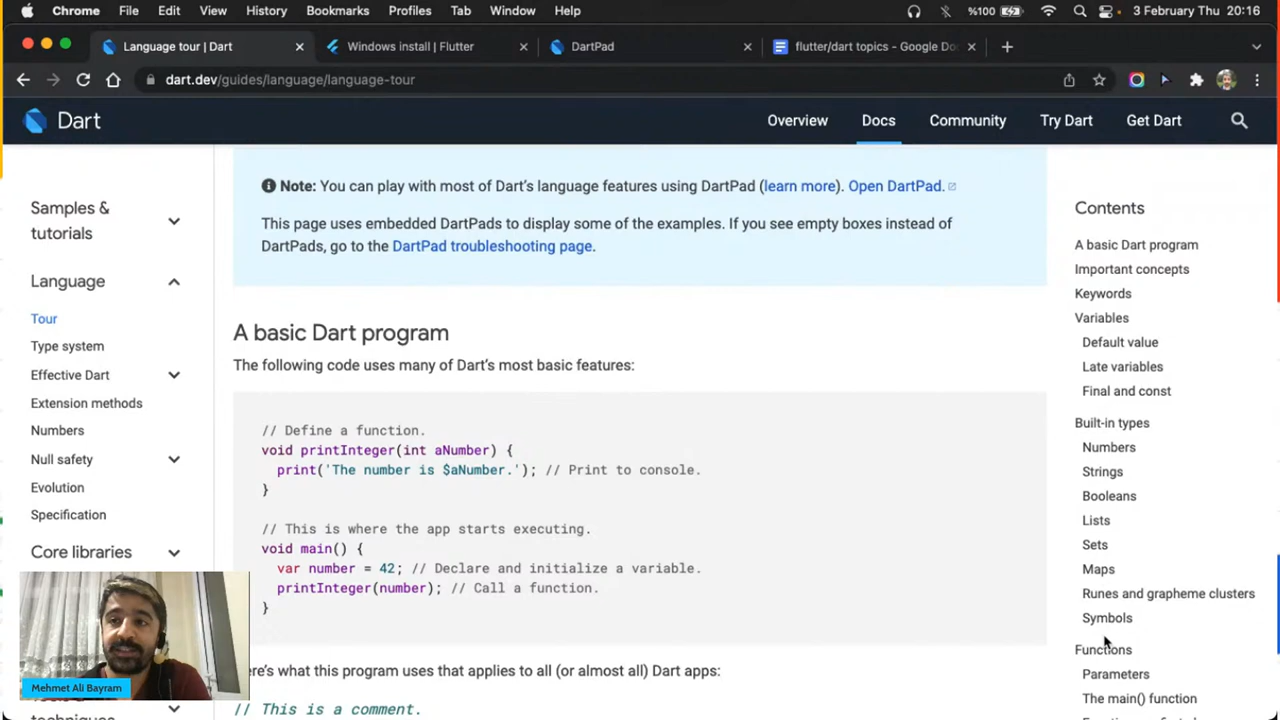 Chrome File Edit View History Bookmarks Profiles Tab Window Help %100 3 February Thu 20:16
Language tour | Dart Windows install | Flutter DartPad flutter/dart topics - Google Do
dart.dev/guides/language/language-tour
Dart Overview Docs Community Try Dart Get Dart
Samples & tutorials
Language
Tour
Type system
Effective Dart
Extension methods
Numbers
Null safety
Evolution
Specification
Core libraries
techniques
Note: You can play with most of Dart's language features using DartPad (learn more). Open DartPad.
This page uses embedded DartPads to display some of the examples. If you see empty boxes instead of
DartPads, go to the DartPad troubleshooting page.
A basic Dart program
The following code uses many of Dart's most basic features:
// Define a function.
void printInteger(int aNumber) {
print('The number is $aNumber.'); // Print to console.
}
// This is where the app starts executing.
void main() {
var number = 42; // Declare and initialize a variable.
printInteger(number); // Call a function.
}
ere's what this program uses that applies to all (or almost all) Dart apps:
// This is a comment.
Contents
A basic Dart program
Important concepts
Keywords
Variables
Default value
Late variables
Final and const
Built-in types
Numbers
Strings
Booleans
Lists
Sets
Maps
Runes and grapheme clusters
Symbols
Functions
Parameters
The main() function
Mehmet Ali Bayram